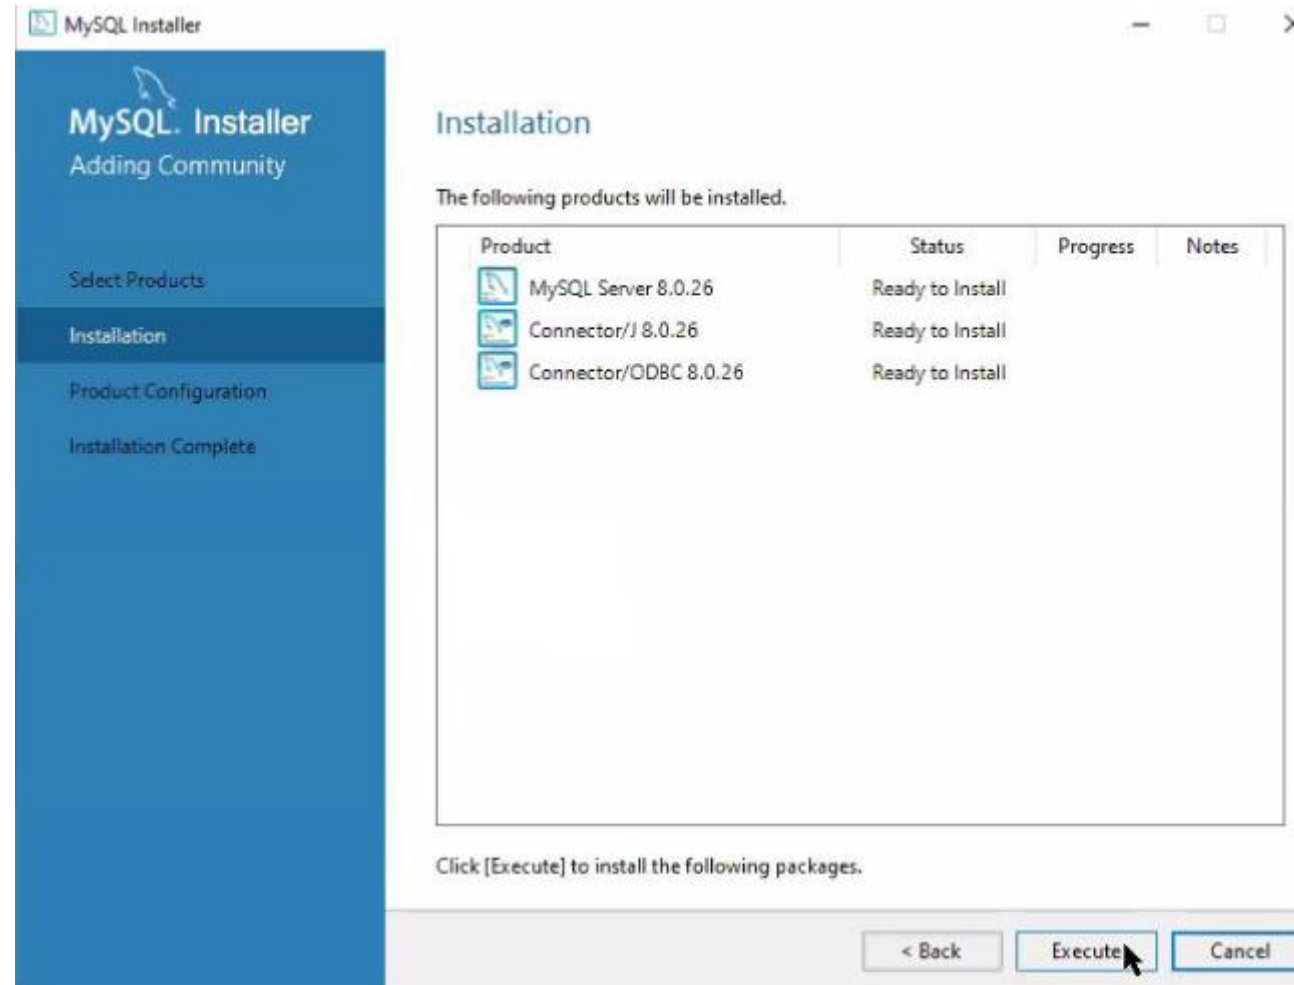 MySQL Installer
MySQL. Installer
Adding Community
Select Products
Installation
Product Configuration
Installation Complete
Installation
The following products will be installed.
Product Status Progress Notes
MySQL Server 8.0.26 Ready to Install
Connector/J 8.0.26 Ready to Install
Connector/ODBC 8.0.26 Ready to Install
Click [Execute] to install the following packages.
< Back Execute Cancel